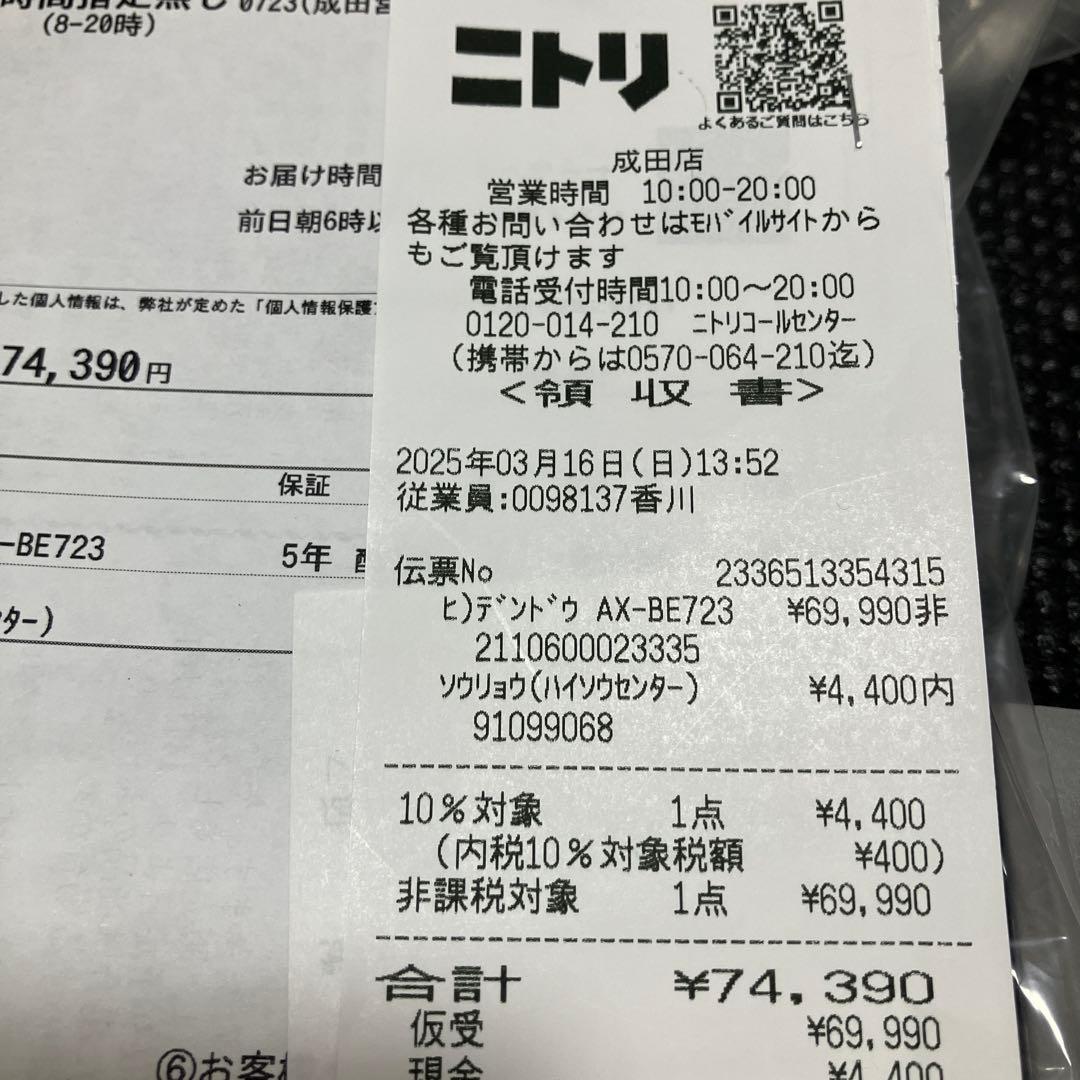 0723(成田営
(8-20時)
お届け時間
前日朝6時以
した個人情報は、弊社が定めた「個人情報保護
74,390円
保証
-BE723
5年
ター)
⑥お客様
ニトリ
よくあるご質問はこちら
成田店
営業時間 10:00-20:00
各種お問い合わせはﾓﾊﾞｲﾙｻｲﾄから
もご覧頂けます
電話受付時間10:00～20:00
0120-014-210 ﾆﾄﾘｺｰﾙｾﾝﾀｰ
(携帯からは0570-064-210迄)
<領 収 書>
2025年03月16日(日)13:52
従業員:0098137香川
伝票No 2336513354315
ﾋ)ﾃﾞﾝﾄﾞｳ AX-BE723 ¥69,990非
2110600023335
ｿｳﾘｮｳ(ﾊｲｿｳｾﾝﾀｰ) ¥4,400内
91099068
10%対象 1点 ¥4,400
(内税10%対象税額 ¥400)
非課税対象 1点 ¥69,990
合計 ¥74,390
仮受 ¥69,990
現金 ¥4,400